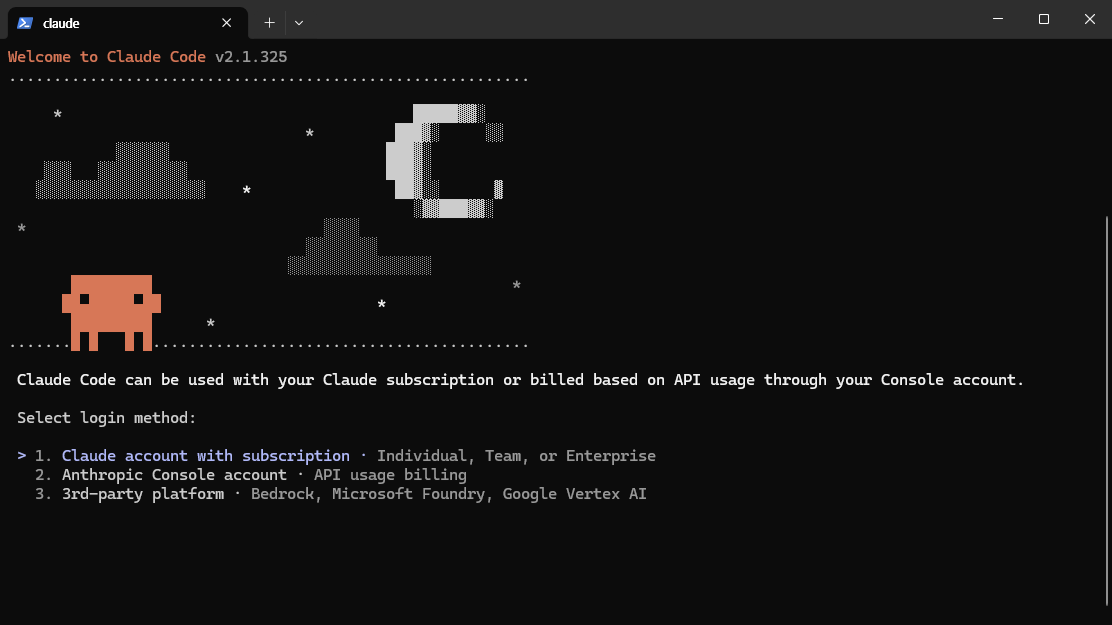 claude
Welcome to Claude Code v2.1.325
Claude Code can be used with your Claude subscription or billed based on API usage through your Console account.
Select login method:
> 1. Claude account with subscription · Individual, Team, or Enterprise
2. Anthropic Console account · API usage billing
3. 3rd-party platform · Bedrock, Microsoft Foundry, Google Vertex AI